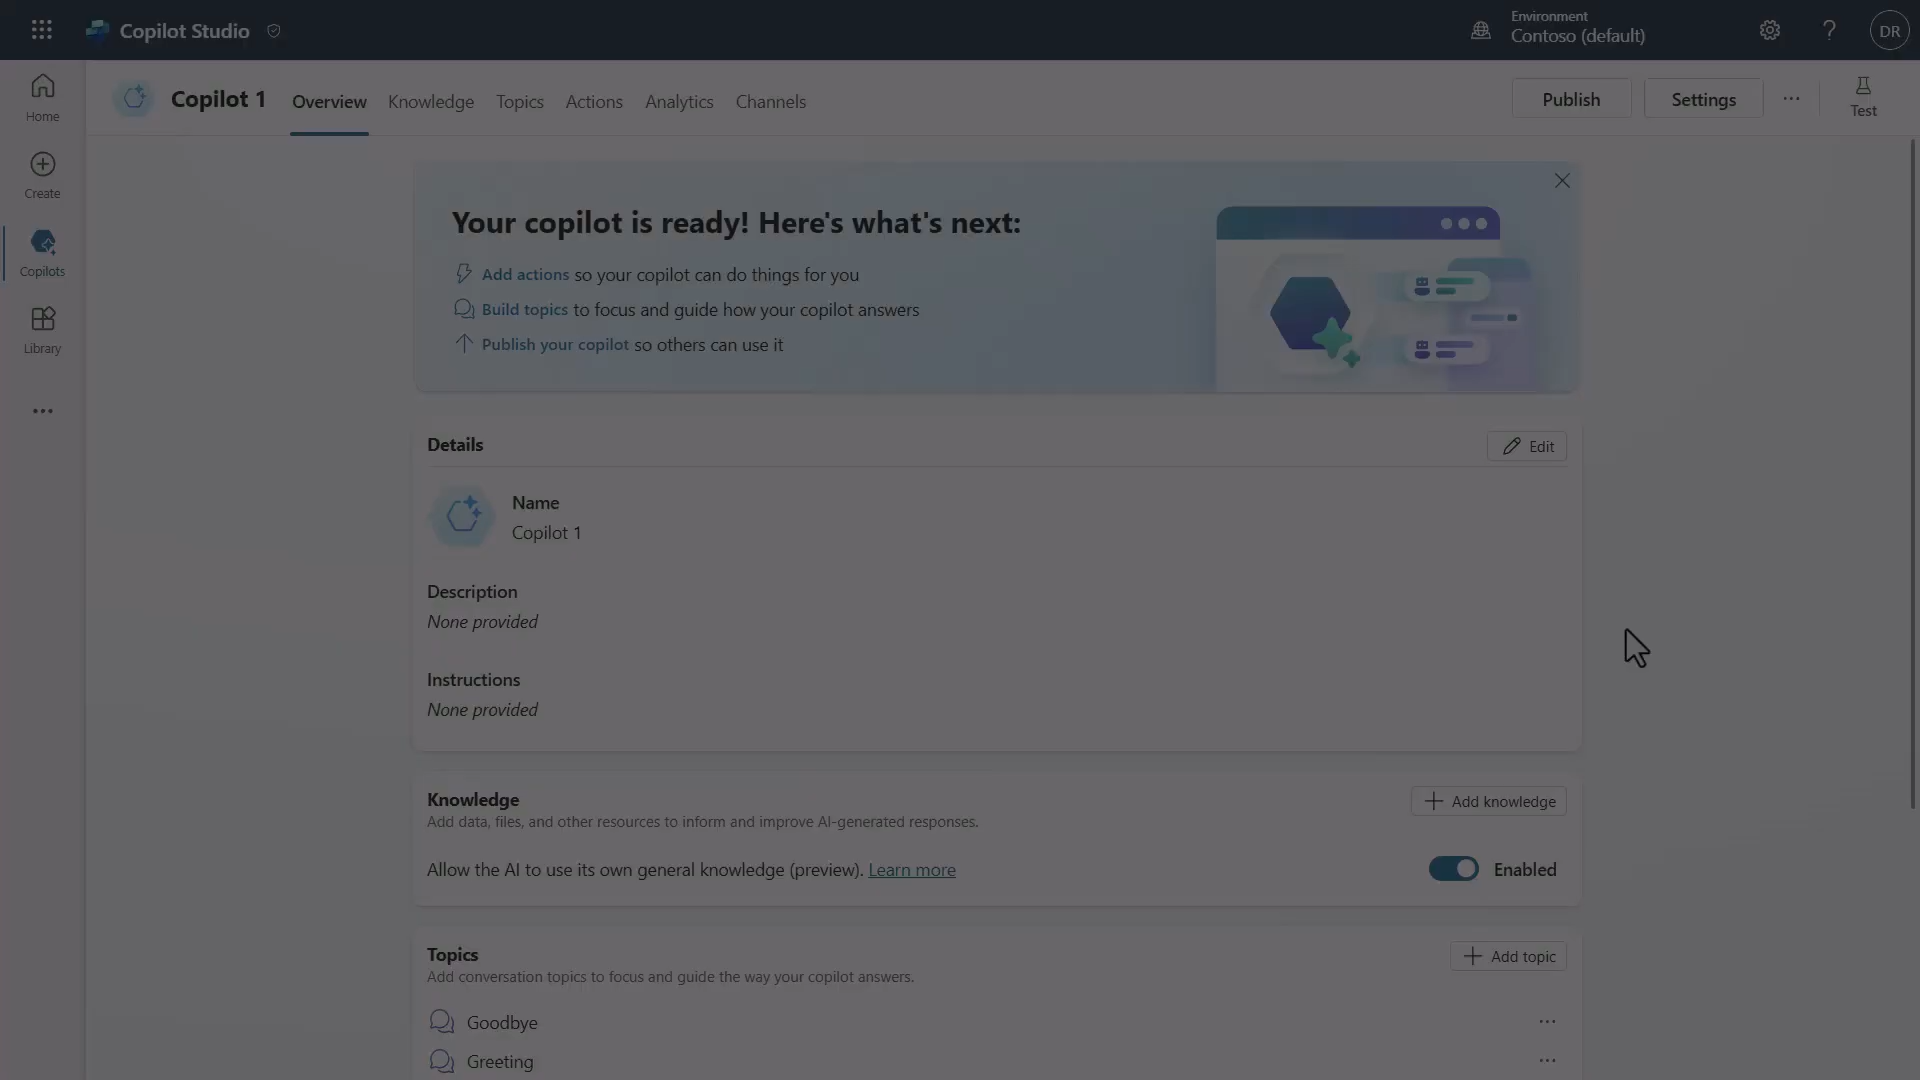 Copilot Studio
Environment
Contoso (default)
DR
Home
Create
Copilots
Library
Copilot 1
Overview
Knowledge
Topics
Actions
Analytics
Channels
Publish
Settings
Test
Your copilot is ready! Here's what's next:
Add actions so your copilot can do things for you
Build topics to focus and guide how your copilot answers
Publish your copilot so others can use it
Details
Edit
Name
Copilot 1
Description
None provided
Instructions
None provided
Knowledge
Add knowledge
Add data, files, and other resources to inform and improve AI-generated responses.
Allow the AI to use its own general knowledge (preview). Learn more
Enabled
Topics
Add topic
Add conversation topics to focus and guide the way your copilot answers.
Goodbye
Greeting